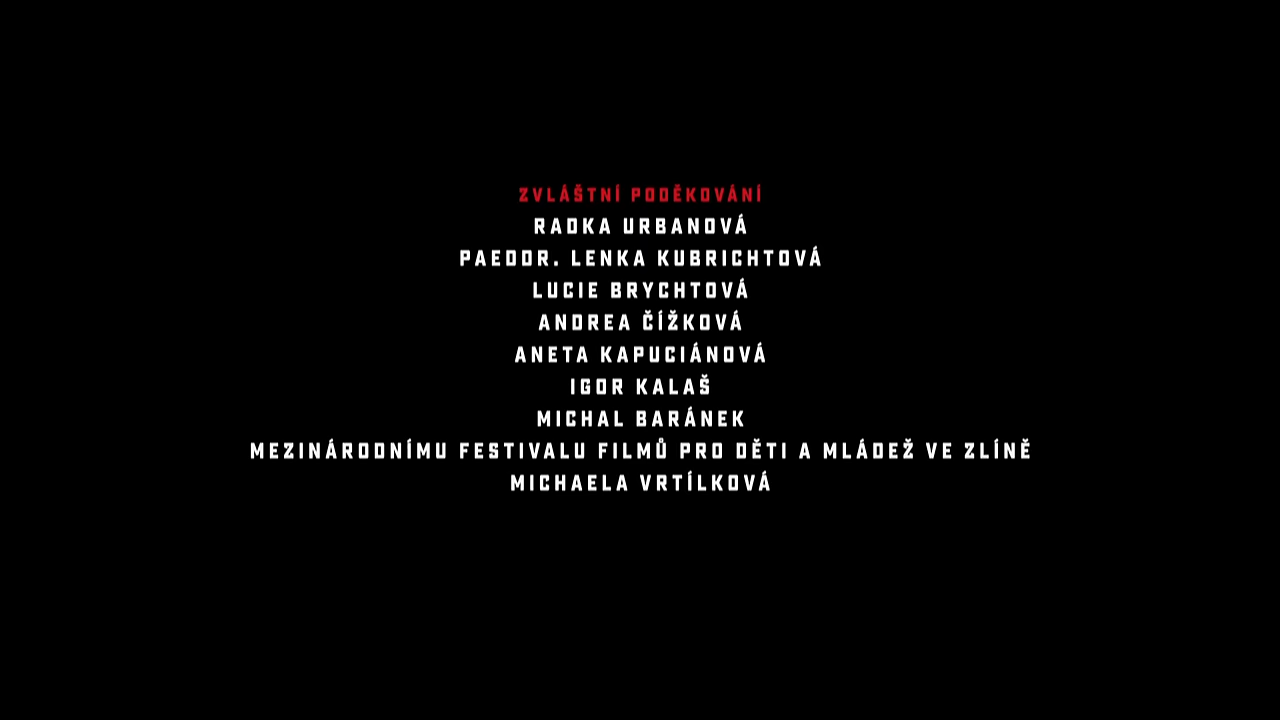 ZVLÁŠTNÍ PODĚKOVÁNÍ
RADKA URBANOVÁ
PAEDDR. LENKA KUBRICHTOVÁ
LUCIE BRYCHTOVÁ
ANDREA ČÍŽKOVÁ
ANETA KAPUCIÁNOVÁ
IGOR KALAŠ
MICHAL BARÁNEK
MEZINÁRODNÍMU FESTIVALU FILMŮ PRO DĚTI A MLÁDEŽ VE ZLÍNĚ
MICHAELA VRTÍLKOVÁ